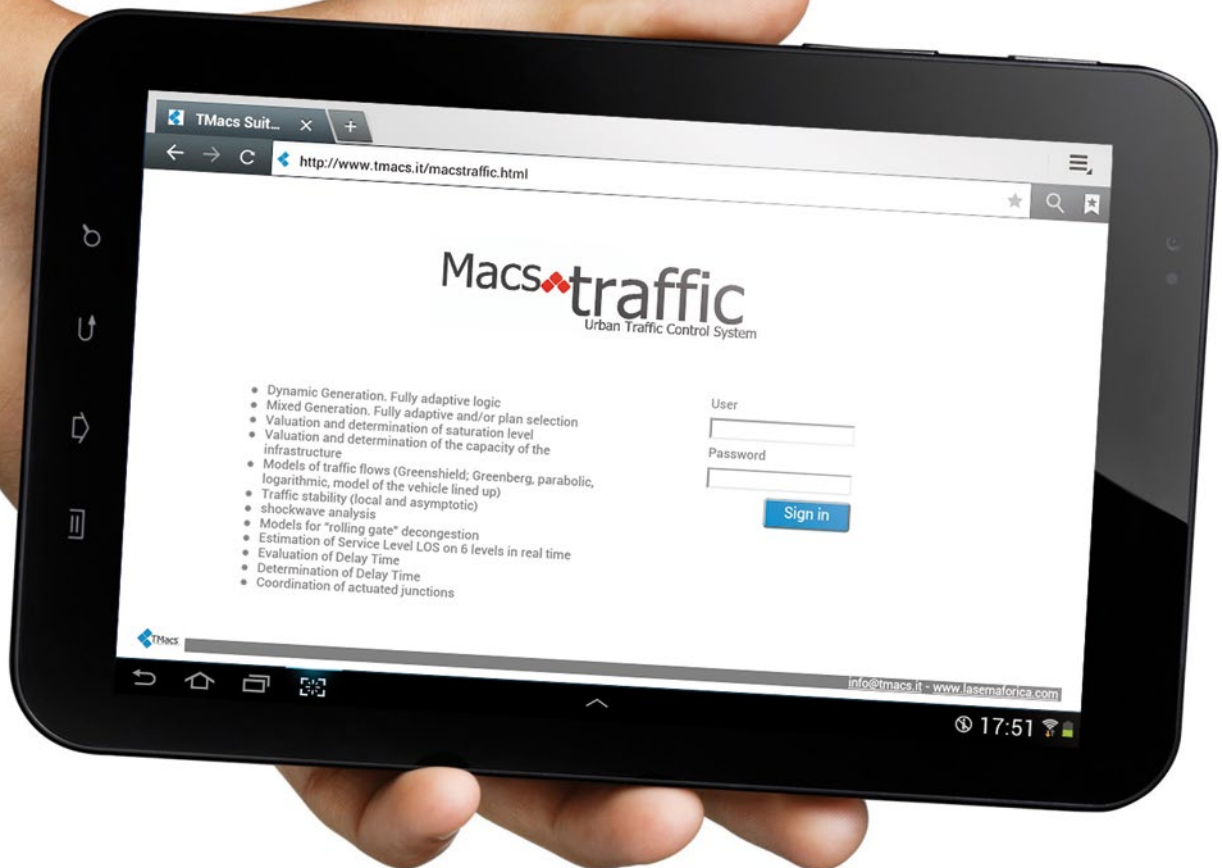 TMacs Suit...
http://www.tmacs.it/macstraffic.html
Macs traffic
Urban Traffic Control System
Dynamic Generation. Fully adaptive logic
Mixed Generation. Fully adaptive and/or plan selection
Valuation and determination of saturation level
Valuation and determination of the capacity of the
infrastructure
Models of traffic flows (Greenshield; Greenberg, parabolic,
logarithmic, model of the vehicle lined up)
Traffic stability (local and asymptotic)
shockwave analysis
Models for "rolling gate" decongestion
Estimation of Service Level LOS on 6 levels in real time
Evaluation of Delay Time
Determination of Delay Time
Coordination of actuated junctions
User
Password
Sign in
TMacs
info@tmacs.it - www.lasemaforica.com
17:51